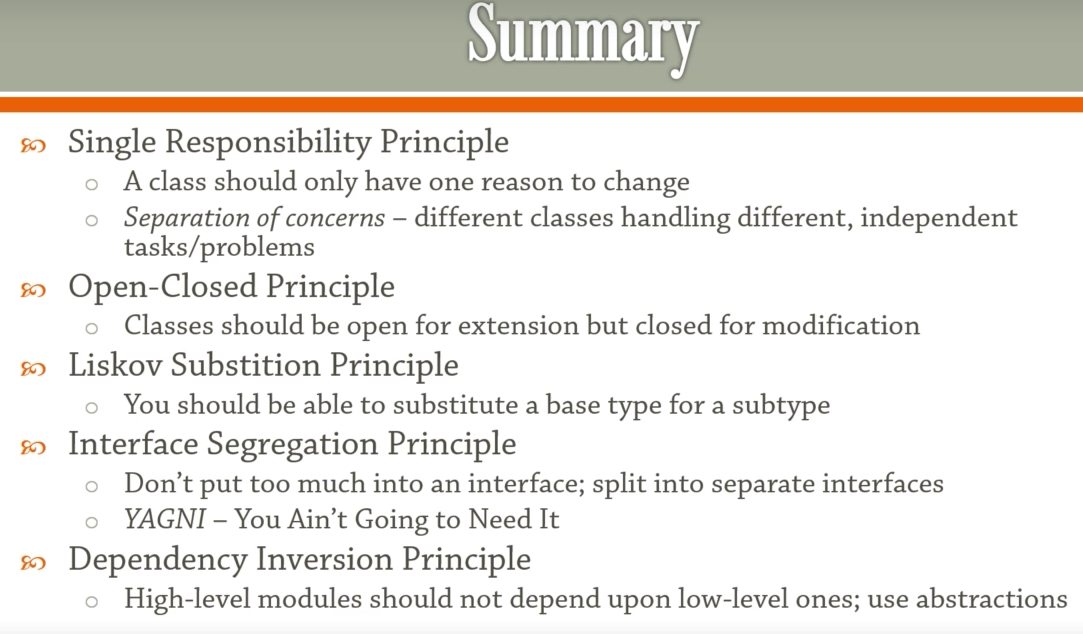 Summary
Single Responsibility Principle
A class should only have one reason to change
Separation of concerns – different classes handling different, independent
tasks/problems
Open-Closed Principle
Classes should be open for extension but closed for modification
Liskov Substition Principle
You should be able to substitute a base type for a subtype
Interface Segregation Principle
Don’t put too much into an interface; split into separate interfaces
YAGNI – You Ain’t Going to Need It
Dependency Inversion Principle
High-level modules should not depend upon low-level ones; use abstractions